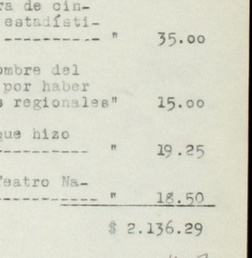 ra de cin-
estadísti-
---------- " 35.00
ombre del
por haber
s regionales" 15.00
que hizo
--------- " 19.25
Teatro Na-
--------- " 18.50
$ 2.136.29